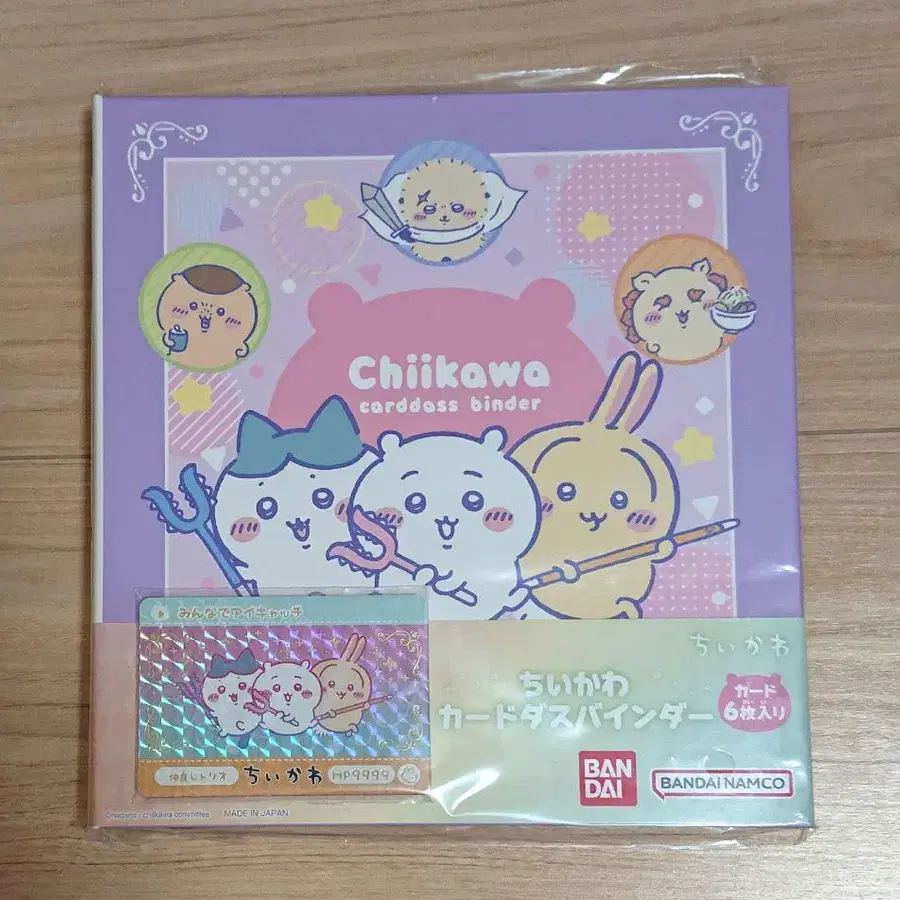 Chiikawa
carddass binder
みんなでアイキャッチ
仲良しトリオ ちいかわ HP9999
ちいかわ
ちいかわ
カードダスバインダー
カード
6枚入り
BAN
DAI
BANDAI NAMCO
©nagano / chiikawa committee MADE IN JAPAN